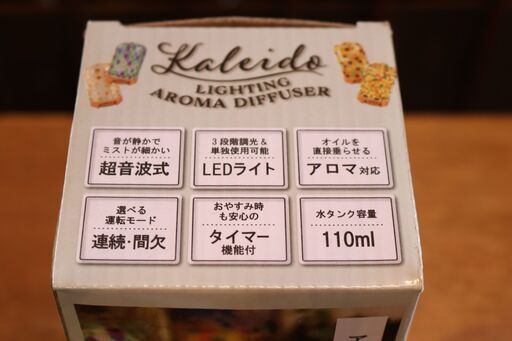 Kaleido
LIGHTING
AROMA DIFFUSER
音が静かで
ミストが細かい
超音波式
3段階調光&
単独使用可能
LEDライト
オイルを
直接垂らせる
アロマ対応
選べる
運転モード
連続・間欠
おやすみ時
も安心の
タイマー
機能付
水タンク容量
110ml